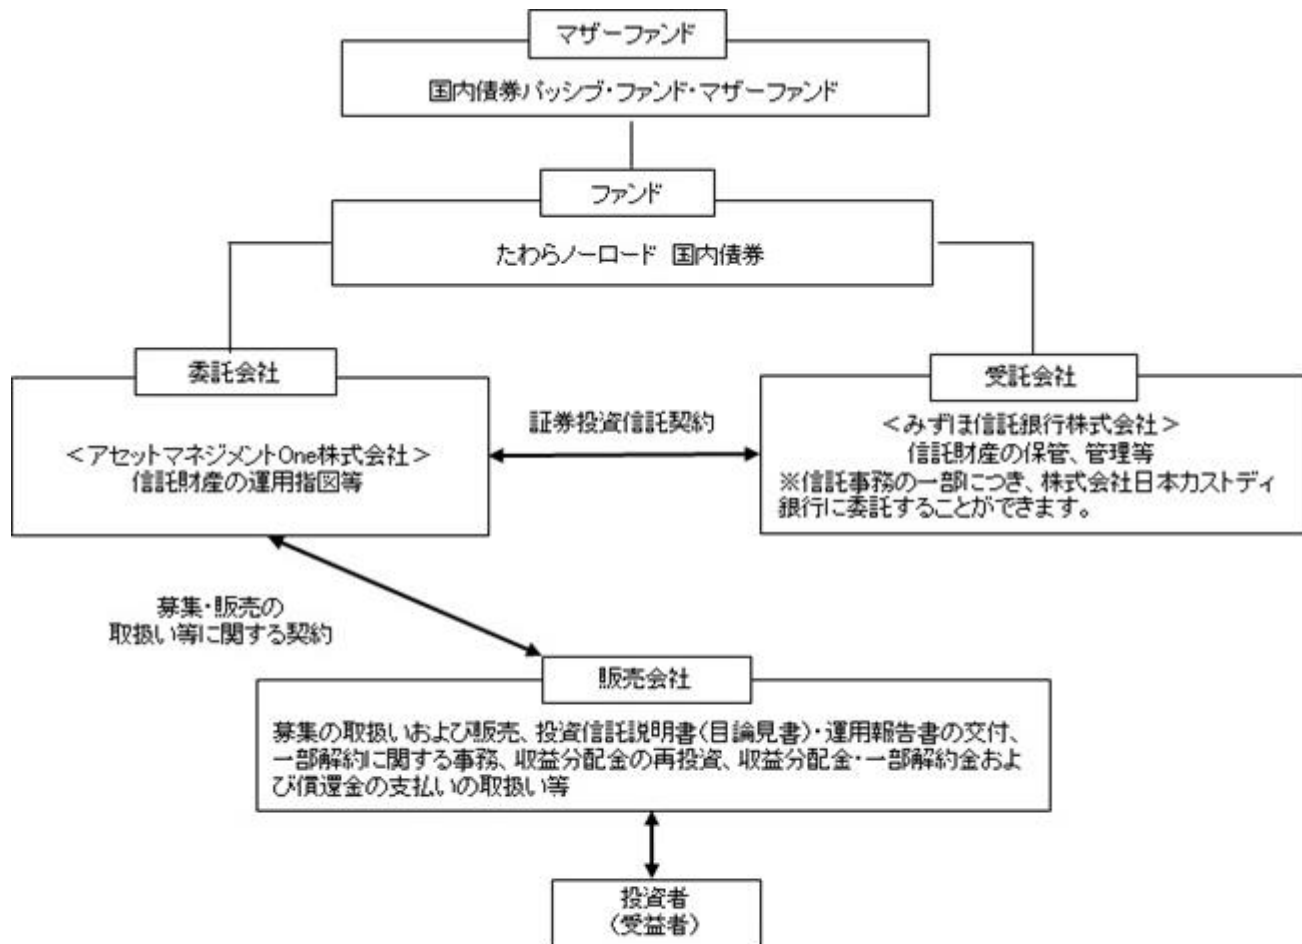 マザーファンド
国内債券パッシブ・ファンド・マザーファンド
ファンド
たわらノーロード 国内債券
委託会社
<アセットマネジメントOne株式会社>
信託財産の運用指図等
証券投資信託契約
受託会社
<みずほ信託銀行株式会社>
信託財産の保管、管理等
※信託事務の一部につき、株式会社日本カストディ
銀行に委託することができます。
募集・販売の
取扱い等に関する契約
販売会社
募集の取扱いおよび販売、投資信託説明書(目論見書)・運用報告書の交付、
一部解約に関する事務、収益分配金の再投資、収益分配金・一部解約金およ
び償還金の支払いの取扱い等
投資者
(受益者)